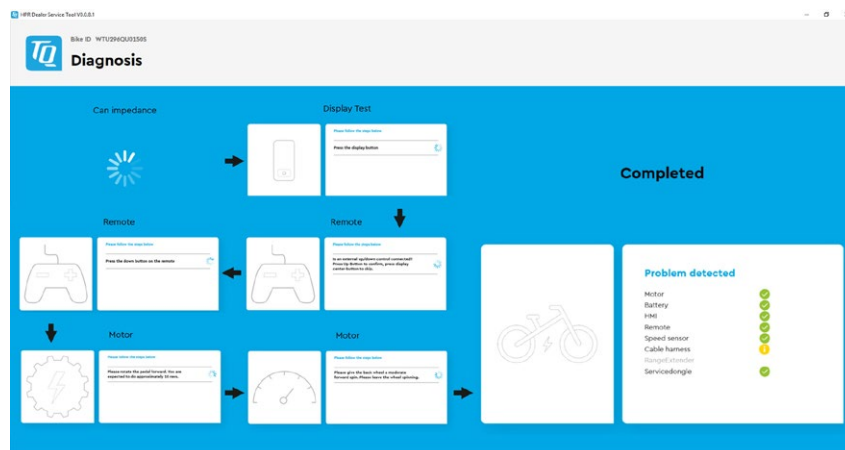 HPR Dealer Service Tool V0.0.8.1
TQ
Bike ID WTU296QU01505
Diagnosis
Can impedance
Display Test
Please follow the steps below
Press the display button
Completed
Remote
Remote
Please follow the steps below
Press the down button on the remote
Please follow the steps below
Is an external up/down control connected?
Press Up Button to confirm, press display
center button to skip.
Motor
Motor
Please follow the steps below
Please rotate the pedal forward. You are
expected to do approximately 10 revs.
Please follow the steps below
Please give the back wheel a moderate
forward spin. Please leave the wheel spinning.
Problem detected
Motor
Battery
HMI
Remote
Speed sensor
Cable harness
RangeExtender
Servicedongle